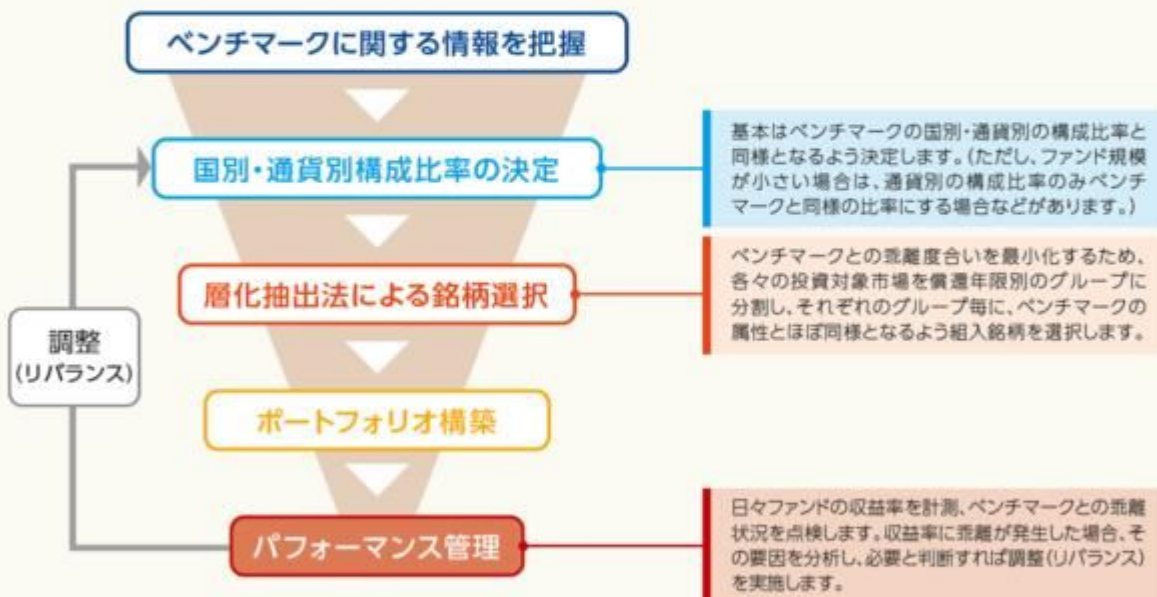 ベンチマークに関する情報を把握
国別・通貨別構成比率の決定
基本はベンチマークの国別・通貨別の構成比率と
同様となるよう決定します。(ただし、ファンド規模
が小さい場合は、通貨別の構成比率のみベンチ
マークと同様の比率にする場合などがあります。)
層化抽出法による銘柄選択
ベンチマークとの乖離度合いを最小化するため、
各々の投資対象市場を償還年限別のグループに
分割し、それぞれのグループ毎に、ベンチマークの
属性とほぼ同様となるよう組入銘柄を選択します。
調整
(リバランス)
ポートフォリオ構築
パフォーマンス管理
日々ファンドの収益率を計測、ベンチマークとの乖離
状況を点検します。収益率に乖離が発生した場合、そ
の要因を分析し、必要と判断すれば調整(リバランス)
を実施します。